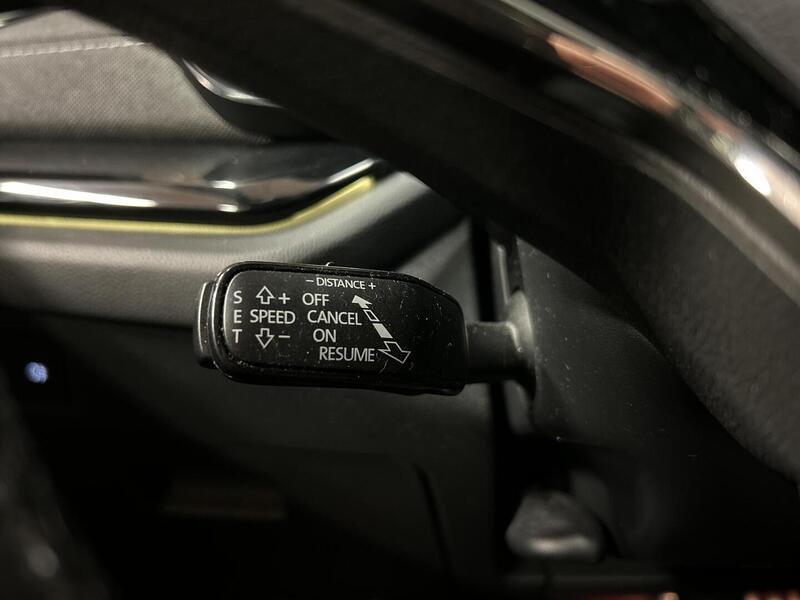 - DISTANCE +
S + OFF
E SPEED CANCEL
T - ON
RESUME